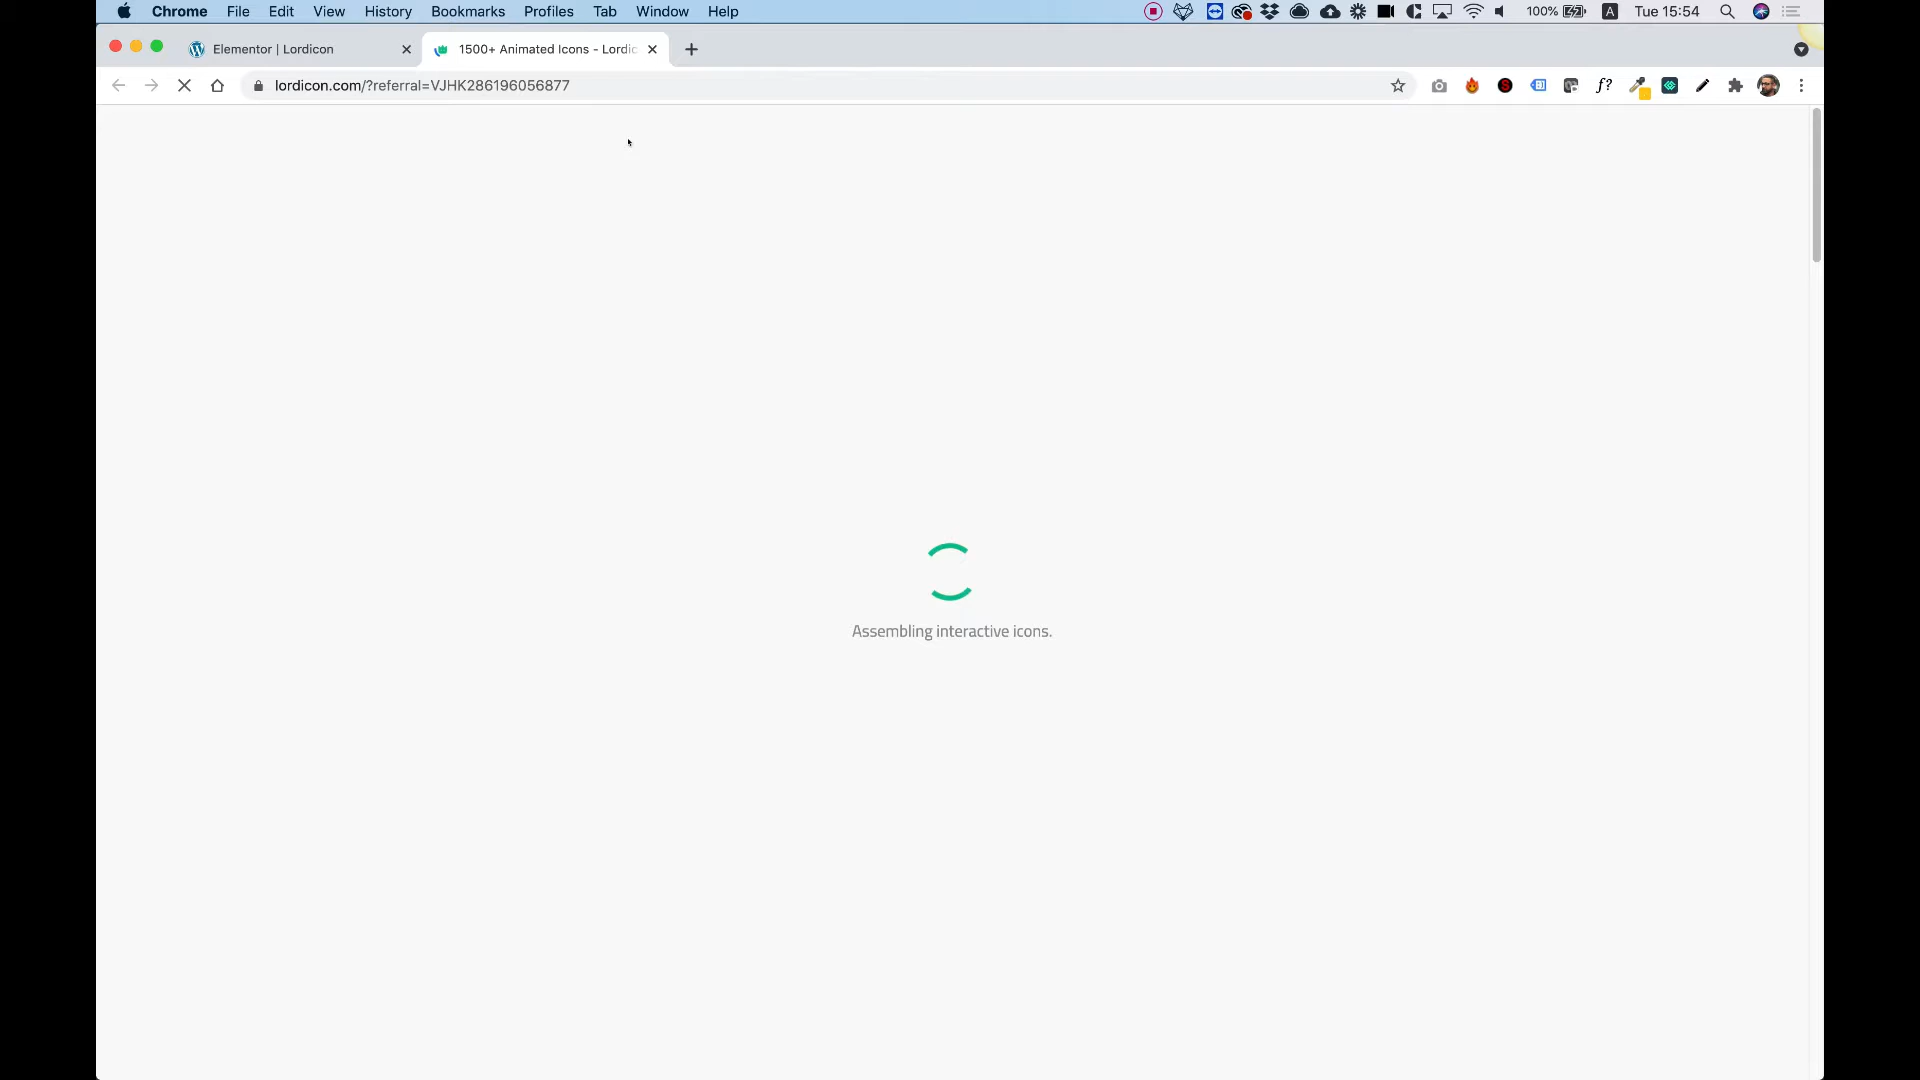 Chrome File Edit View History Bookmarks Profiles Tab Window Help 100% A Tue 15:54
Elementor | Lordicon 1500+ Animated Icons - Lordic
lordicon.com/?referral=VJHK286196056877 S f?
Assembling interactive icons.